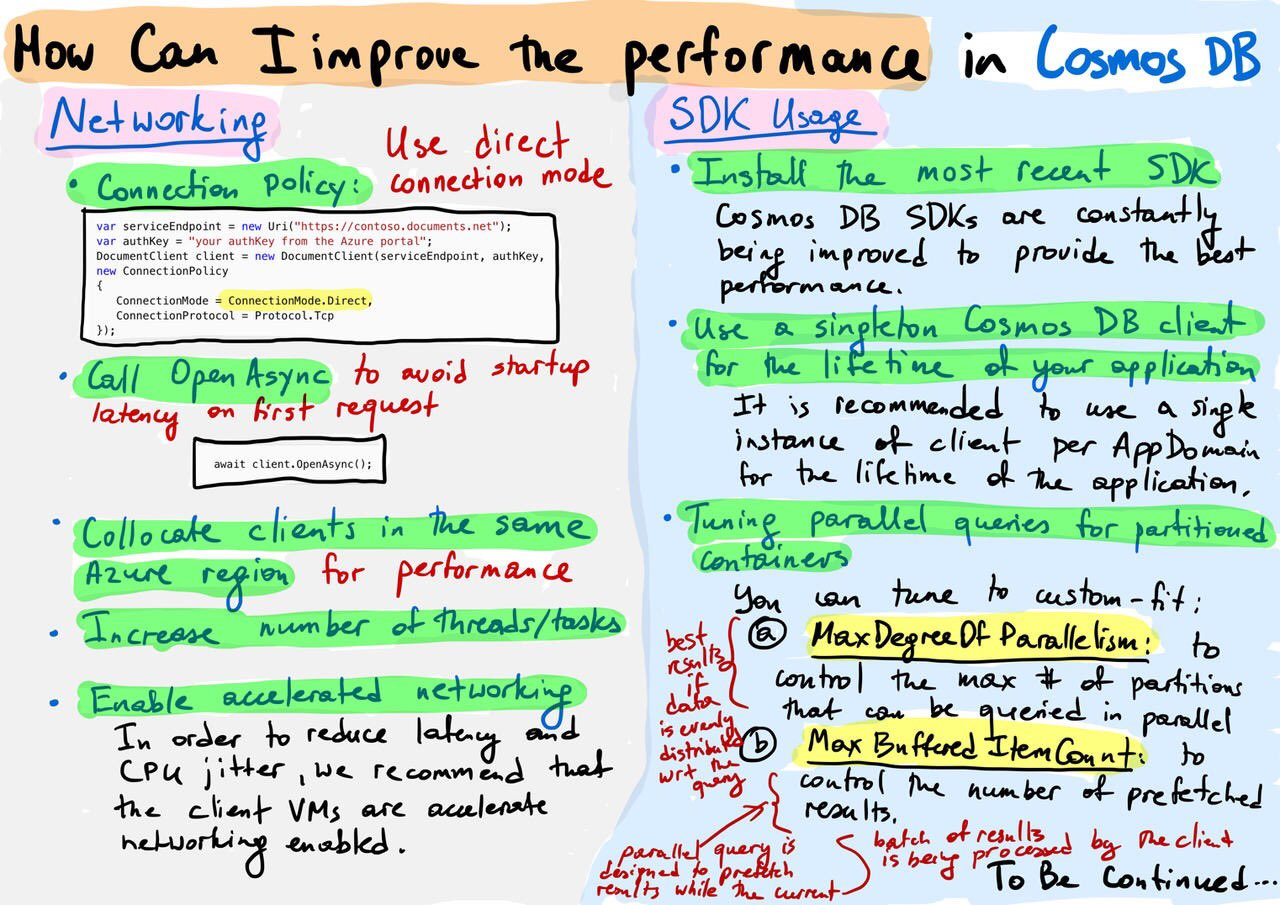 How Can I improve the performance in Cosmos DB
Networking
Use direct
connection mode
• Connection Policy:
var serviceEndpoint = new Uri("https://contoso.documents.net");
var authKey = "your authKey from the Azure portal";
DocumentClient client = new DocumentClient(serviceEndpoint, authKey,
new ConnectionPolicy
{
ConnectionMode = ConnectionMode.Direct,
ConnectionProtocol = Protocol.Tcp
});
• Call OpenAsync to avoid startup
latency on first request
await client.OpenAsync();
• Collocate clients in the same
Azure region for performance
• Increase number of threads/tasks
• Enable accelerated networking
In order to reduce latency and
CPU jitter, we recommend that
the client VMs are accelerate
networking enabled.
SDK Usage
• Install the most recent SDK
Cosmos DB SDKs are constantly
being improved to provide the best
performance.
• Use a singleton Cosmos DB client
for the lifetime of your application
It is recommended to use a single
instance of client per AppDomain
for the lifetime of the application.
• Tuning parallel queries for partitioned
containers
You can tune to custom-fit:
a MaxDegreeOfParallelism: to
control the max # of partitions
that can be queried in parallel
best
results
if
data
is evenly
distributed
wrt the
query
b MaxBufferedItemCount: to
control the number of prefetched
results.
parallel query is
designed to prefetch
results while the current
batch of results
is being processed by the client
To Be Continued...